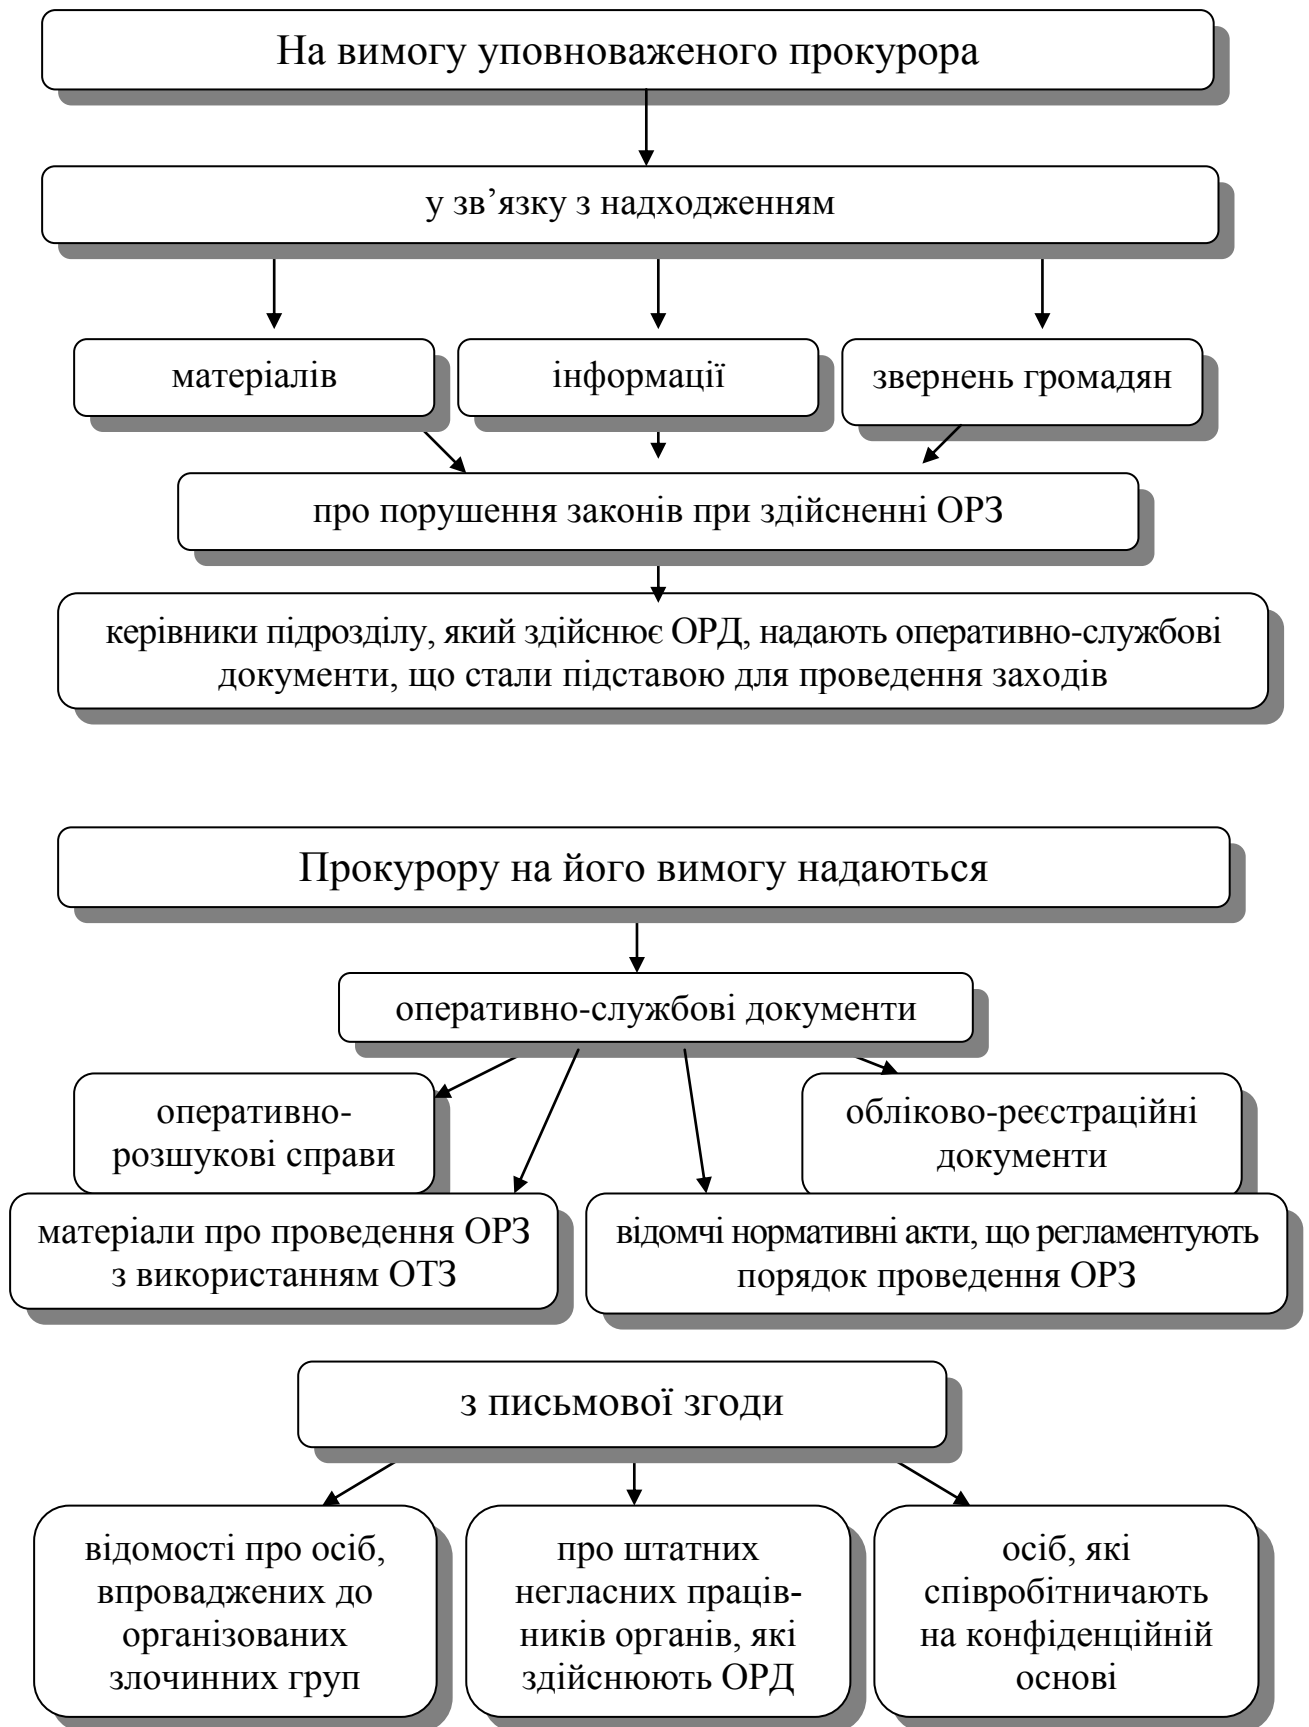 На вимогу уповноваженого прокурора
у зв’язку з надходженням
матеріалів
інформації
звернень громадян
про порушення законів при здійсненні ОРЗ
керівники підрозділу, який здійснює ОРД, надають оперативно-службові
документи, що стали підставою для проведення заходів
Прокурору на його вимогу надаються
оперативно-службові документи
оперативно-
розшукові справи
обліково-реєстраційні
документи
матеріали про проведення ОРЗ
з використанням ОТЗ
відомчі нормативні акти, що регламентують
порядок проведення ОРЗ
з письмової згоди
відомості про осіб,
впроваджених до
організованих
злочинних груп
про штатних
негласних праців-
ників органів, які
здійснюють ОРД
осіб, які
співробітничають
на конфіденційній
основі